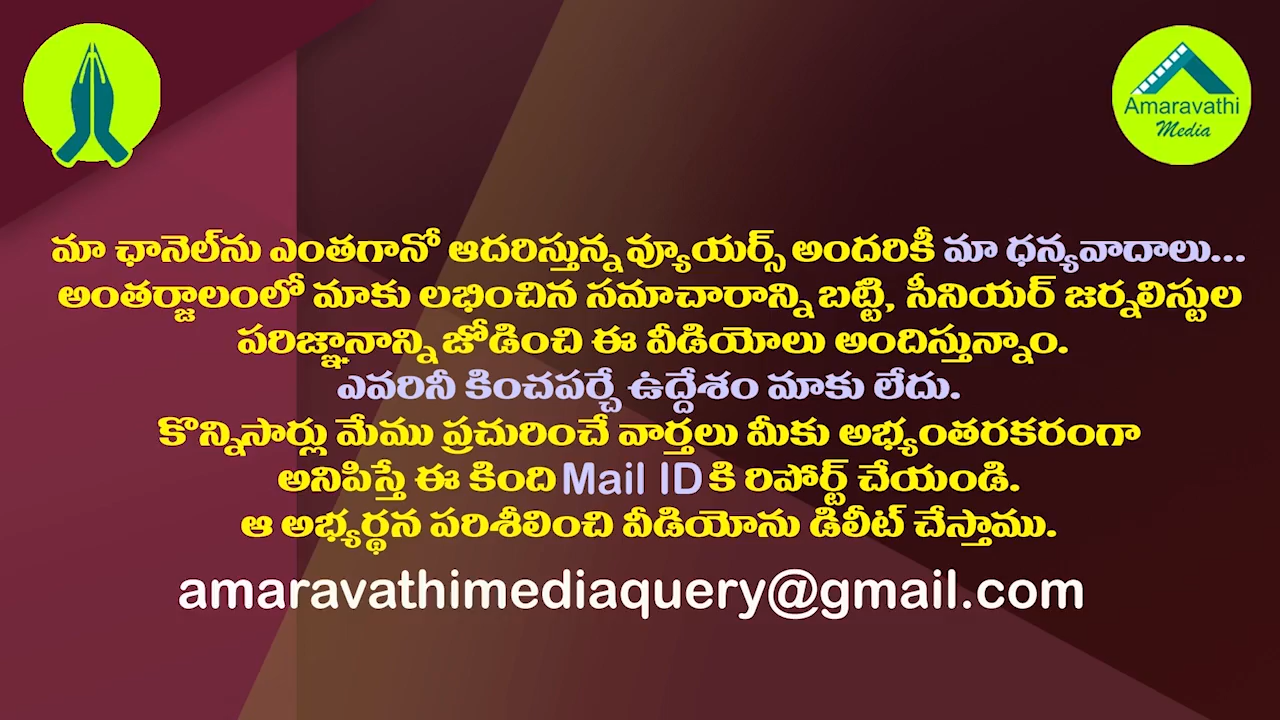 Amaravathi
Media
మా ఛానెల్‌ను ఎంతగానో ఆదరిస్తున్న వ్యూయర్స్ అందరికీ మా ధన్యవాదాలు...
అంతర్జాలంలో మాకు లభించిన సమాచారాన్ని బట్టి, సీనియర్ జర్నలిస్టుల
పరిజ్ఞానాన్ని జోడించి ఈ వీడియోలు అందిస్తున్నాం.
ఎవరినీ కించపర్చే ఉద్దేశం మాకు లేదు.
కొన్నిసార్లు మేము ప్రచురించే వార్తలు మీకు అభ్యంతరకరంగా
అనిపిస్తే ఈ కింది Mail ID కి రిపోర్ట్ చేయండి.
ఆ అభ్యర్థన పరిశీలించి వీడియోను డిలీట్ చేస్తాము.
amaravathimediaquery@gmail.com